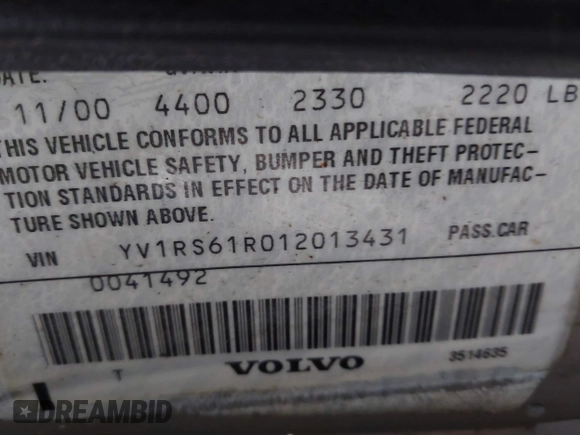 DATE:
11/00 4400 2330 2220 LB
THIS VEHICLE CONFORMS TO ALL APPLICABLE FEDERAL
MOTOR VEHICLE SAFETY, BUMPER AND THEFT PROTEC-
TION STANDARDS IN EFFECT ON THE DATE OF MANUFAC-
TURE SHOWN ABOVE.
VIN YV1RS61R012013431 PASS.CAR
0041492
T VOLVO 3514635
DREAMBID